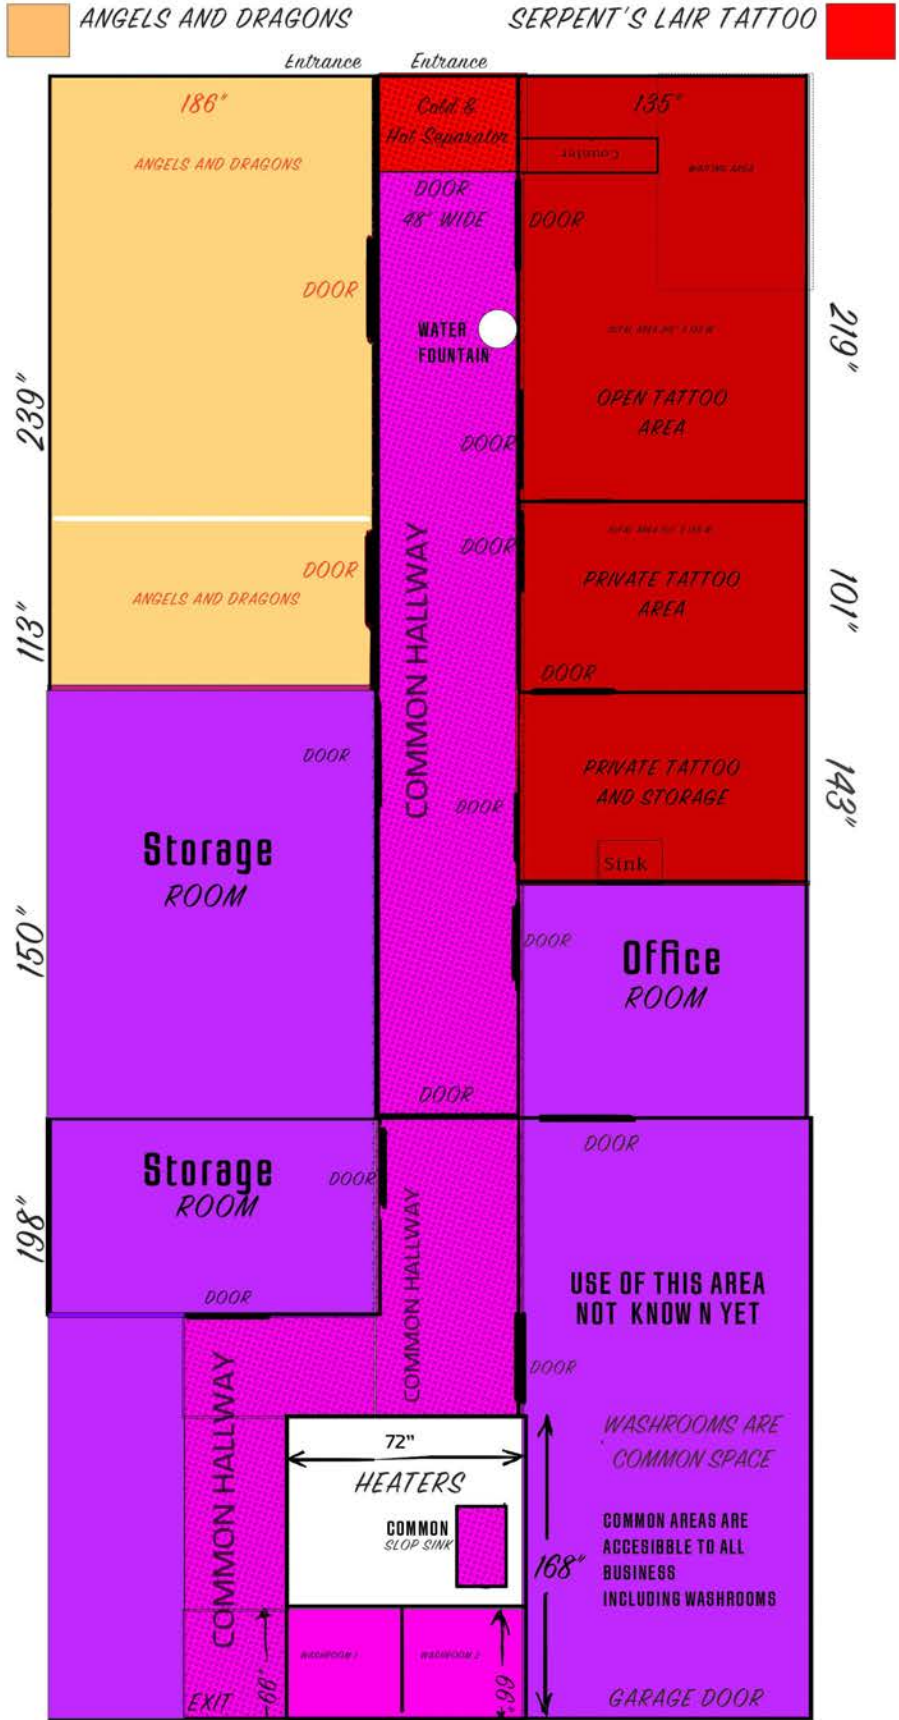 ANGELS AND DRAGONS
SERPENT'S LAIR TATTOO
Entrance
Entrance
186"
Cold &
Hot Separator
135"
ANGELS AND DRAGONS
Counter
DOOR
48" WIDE
DOOR
DOOR
WATER
FOUNTAIN
219"
239"
OPEN TATTOO
AREA
DOOR
COMMON HALLWAY
DOOR
DOOR
ANGELS AND DRAGONS
PRIVATE TATTOO
AREA
101"
113"
DOOR
DOOR
PRIVATE TATTOO
AND STORAGE
143"
DOOR
Storage
ROOM
Sink
150"
DOOR
Office
ROOM
DOOR
DOOR
Storage
ROOM
DOOR
198"
COMMON HALLWAY
DOOR
USE OF THIS AREA
NOT KNOW N YET
DOOR
COMMON HALLWAY
WASHROOMS ARE
COMMON SPACE
72"
HEATERS
COMMON
SLOP SINK
168"
COMMON AREAS ARE
ACCESIBBLE TO ALL
BUSINESS
INCLUDING WASHROOMS
WASHROOM 1
WASHROOM 2
66"
66"
EXIT
GARAGE DOOR